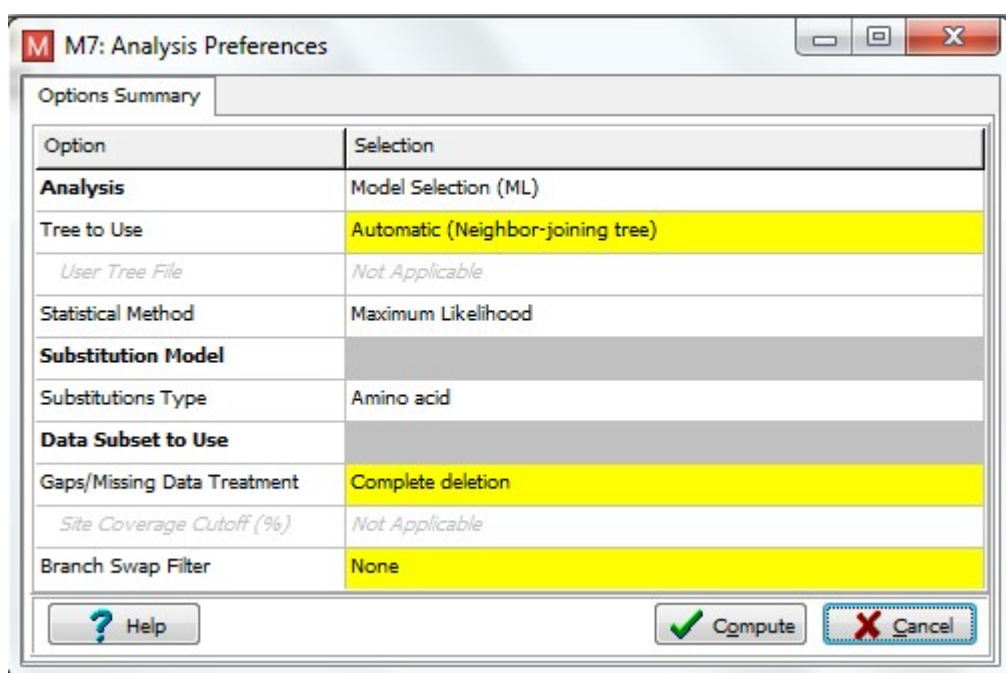 M M7: Analysis Preferences
Options Summary
Option Selection
Analysis Model Selection (ML)
Tree to Use Automatic (Neighbor-joining tree)
User Tree File Not Applicable
Statistical Method Maximum Likelihood
Substitution Model
Substitutions Type Amino acid
Data Subset to Use
Gaps/Missing Data Treatment Complete deletion
Site Coverage Cutoff (%) Not Applicable
Branch Swap Filter None
? Help Compute Cancel